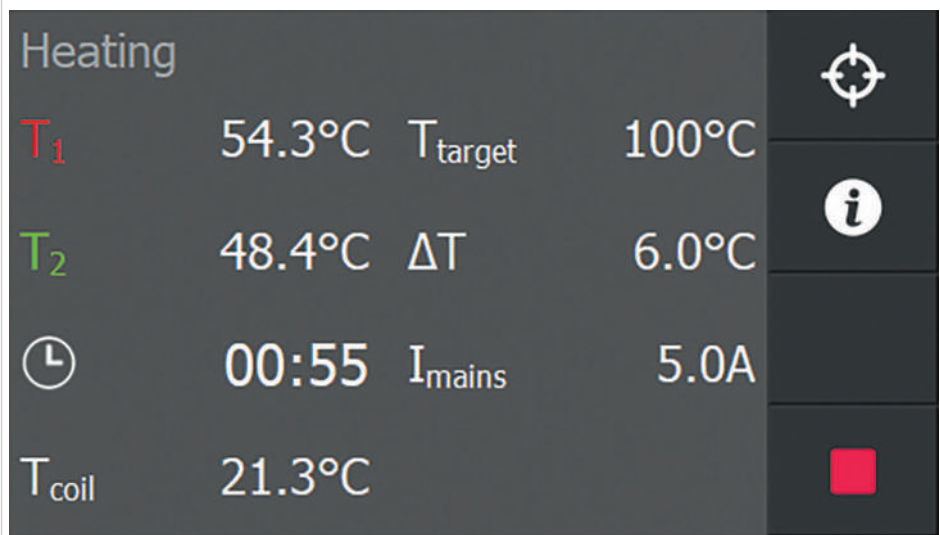 Heating
T1 54.3°C Ttarget 100°C
T2 48.4°C ΔT 6.0°C
00:55 Imains 5.0A
Tcoil 21.3°C